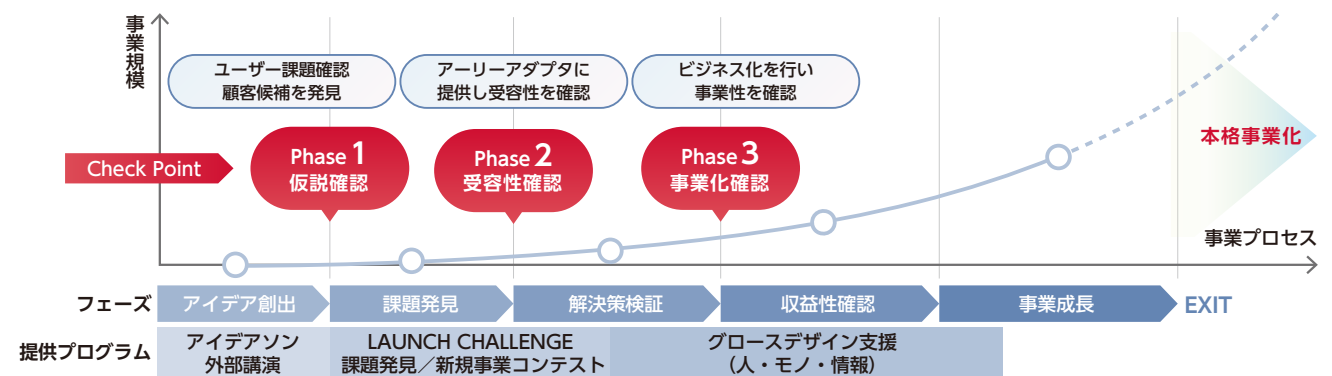 事業規模
ユーザー課題確認
顧客候補を発見
アーリーアダプタに
提供し受容性を確認
ビジネス化を行い
事業性を確認
Check Point
Phase 1
仮説確認
Phase 2
受容性確認
Phase 3
事業化確認
本格事業化
事業プロセス
フェーズ
アイデア創出
課題発見
解決策検証
収益性確認
事業成長
EXIT
提供プログラム
アイデアソン
外部講演
LAUNCH CHALLENGE
課題発見／新規事業コンテスト
グロースデザイン支援
（人・モノ・情報）